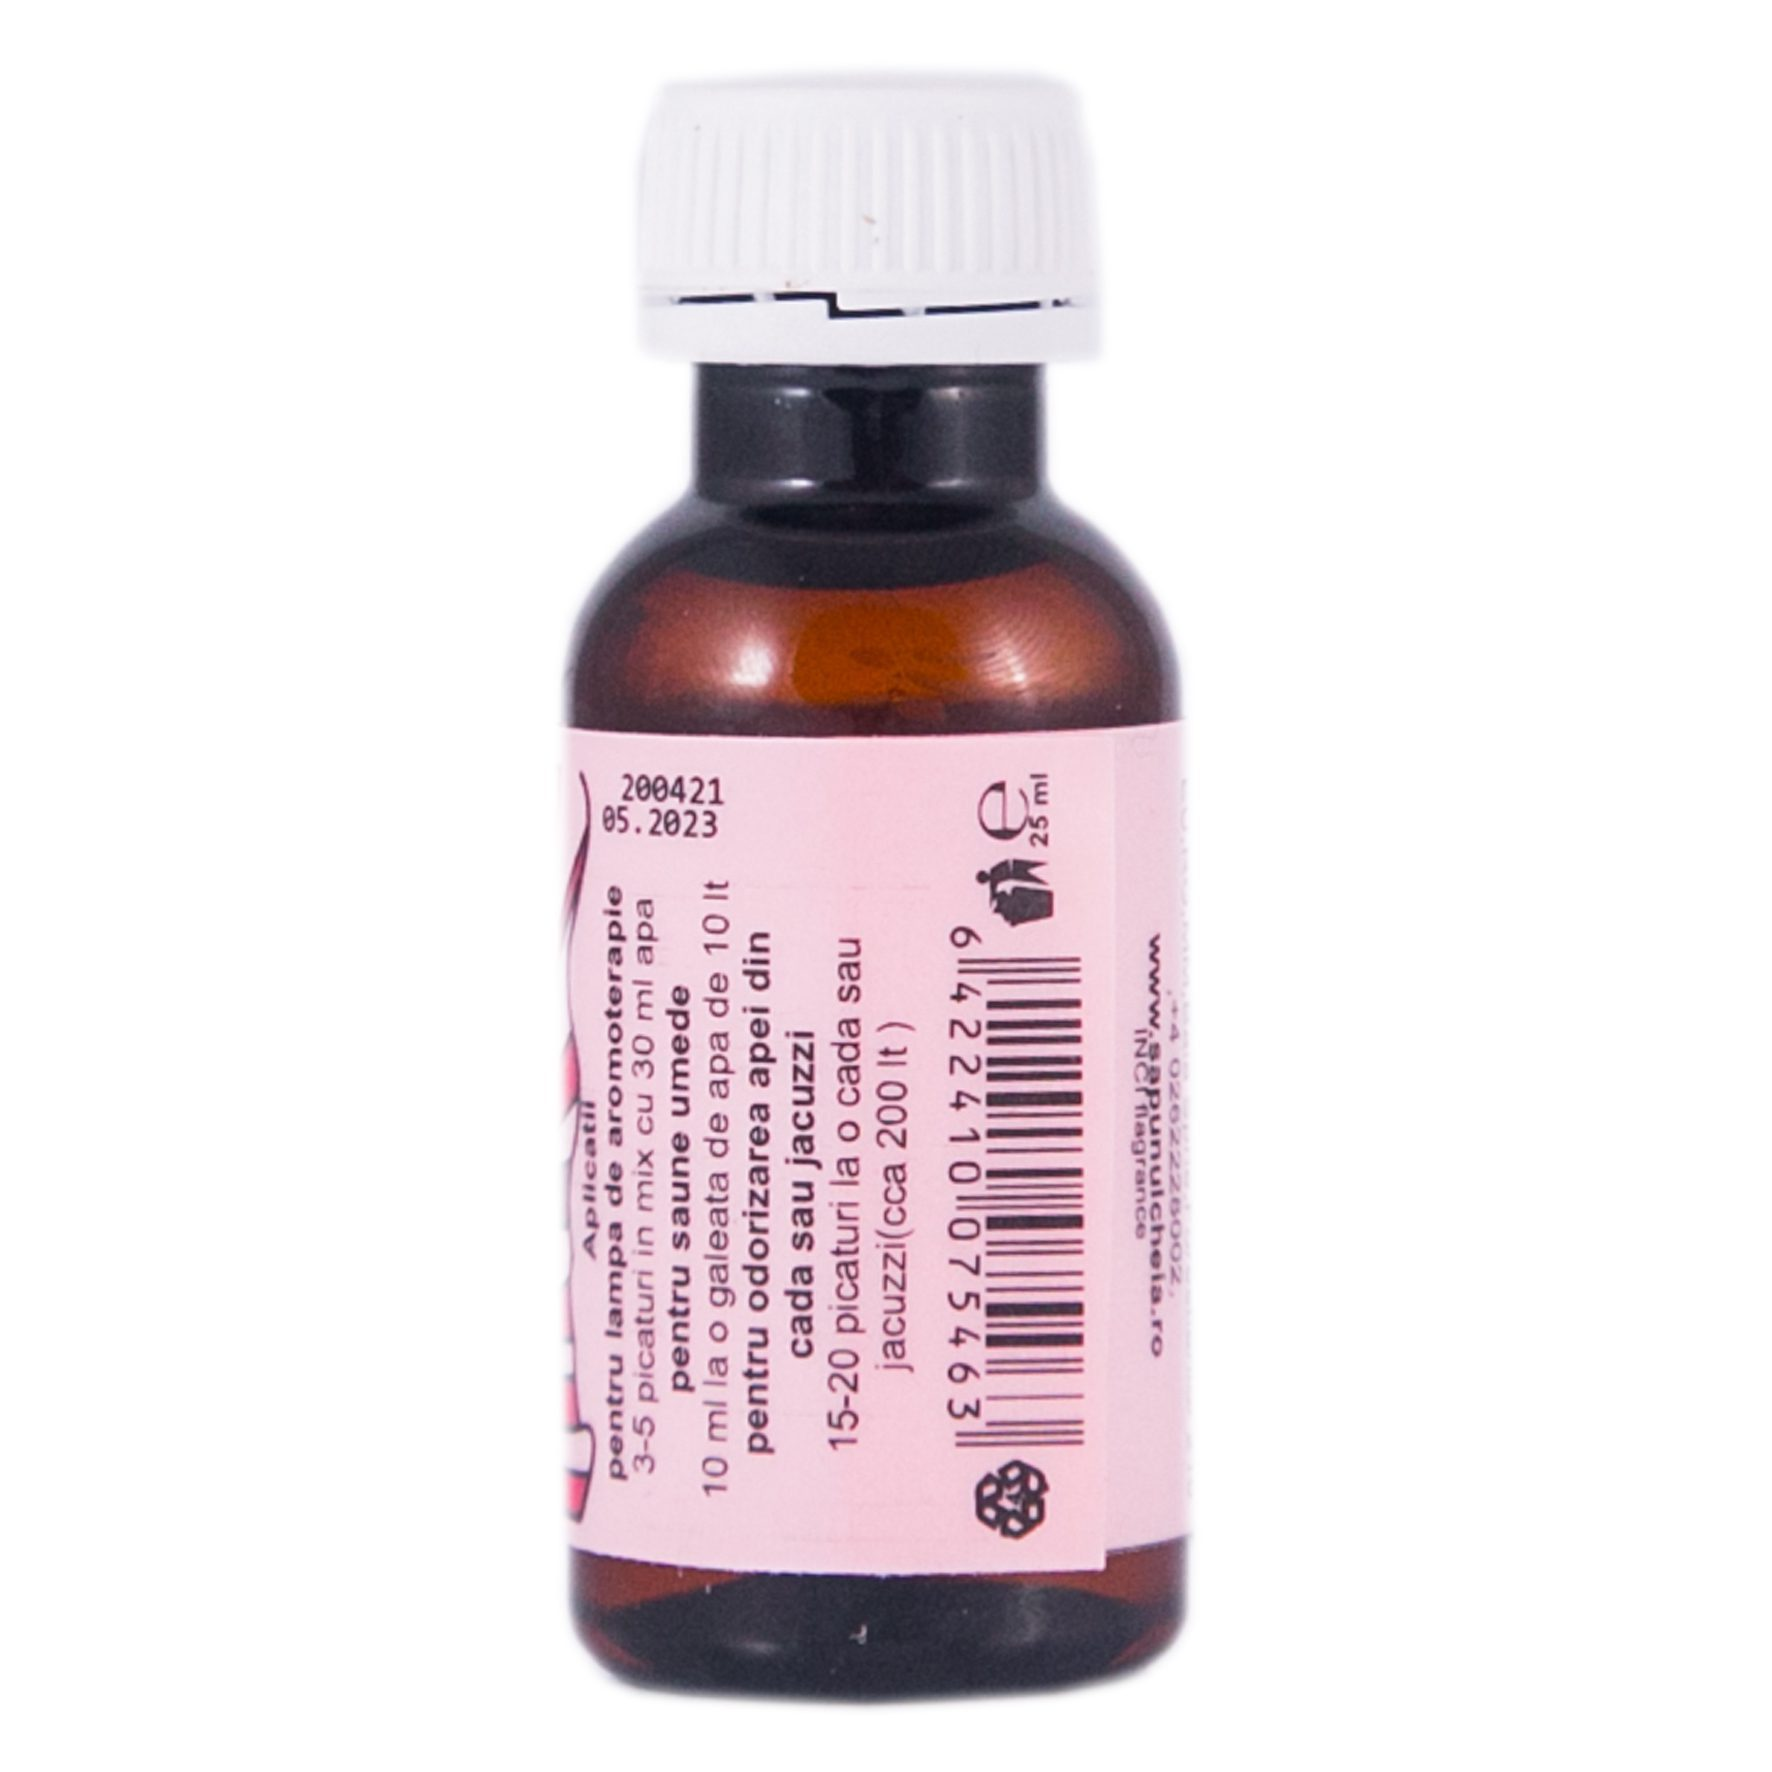 200421
05.2023
Aplicatii
pentru lampa de aromoterapie
3-5 picaturi in mix cu 30 ml apa
pentru saune umede
10 ml la o galeata de apa de 10 lt
pentru odorizarea apei din
cada sau jacuzzi
15-20 picaturi la o cada sau
jacuzzi(cca 200 lt )
6 422410 075463
e
25 ml
INCI
www.sapunulcheia.ro